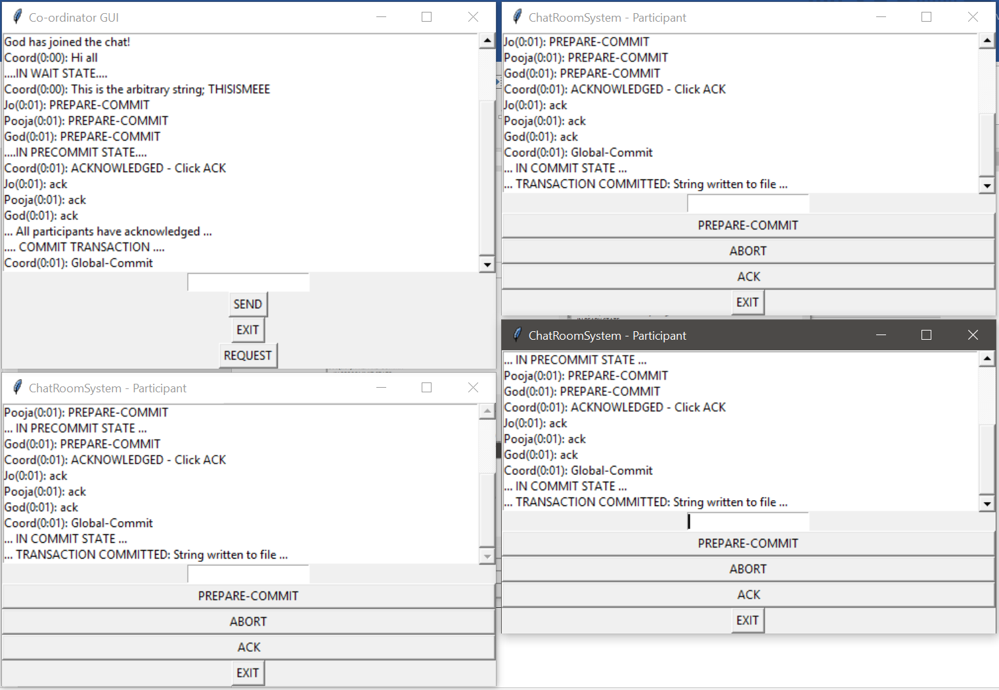 Co-ordinator GUI
God has joined the chat!
Coord(0:00): Hi all
....IN WAIT STATE....
Coord(0:00): This is the arbitrary string; THISISMEEE
Jo(0:01): PREPARE-COMMIT
Pooja(0:01): PREPARE-COMMIT
God(0:01): PREPARE-COMMIT
....IN PRECOMMIT STATE....
Coord(0:01): ACKNOWLEDGED - Click ACK
Jo(0:01): ack
Pooja(0:01): ack
God(0:01): ack
... All participants have acknowledged ...
.... COMMIT TRANSACTION ....
Coord(0:01): Global-Commit
SEND
EXIT
REQUEST
ChatRoomSystem - Participant
Jo(0:01): PREPARE-COMMIT
Pooja(0:01): PREPARE-COMMIT
God(0:01): PREPARE-COMMIT
Coord(0:01): ACKNOWLEDGED - Click ACK
Jo(0:01): ack
Pooja(0:01): ack
God(0:01): ack
Coord(0:01): Global-Commit
... IN COMMIT STATE ...
... TRANSACTION COMMITTED: String written to file ...
PREPARE-COMMIT
ABORT
ACK
EXIT
ChatRoomSystem - Participant
Pooja(0:01): PREPARE-COMMIT
... IN PRECOMMIT STATE ...
God(0:01): PREPARE-COMMIT
Coord(0:01): ACKNOWLEDGED - Click ACK
Jo(0:01): ack
Pooja(0:01): ack
God(0:01): ack
Coord(0:01): Global-Commit
... IN COMMIT STATE ...
... TRANSACTION COMMITTED: String written to file ...
PREPARE-COMMIT
ABORT
ACK
EXIT
ChatRoomSystem - Participant
... IN PRECOMMIT STATE ...
Pooja(0:01): PREPARE-COMMIT
God(0:01): PREPARE-COMMIT
Coord(0:01): ACKNOWLEDGED - Click ACK
Jo(0:01): ack
Pooja(0:01): ack
God(0:01): ack
Coord(0:01): Global-Commit
... IN COMMIT STATE ...
... TRANSACTION COMMITTED: String written to file ...
PREPARE-COMMIT
ABORT
ACK
EXIT